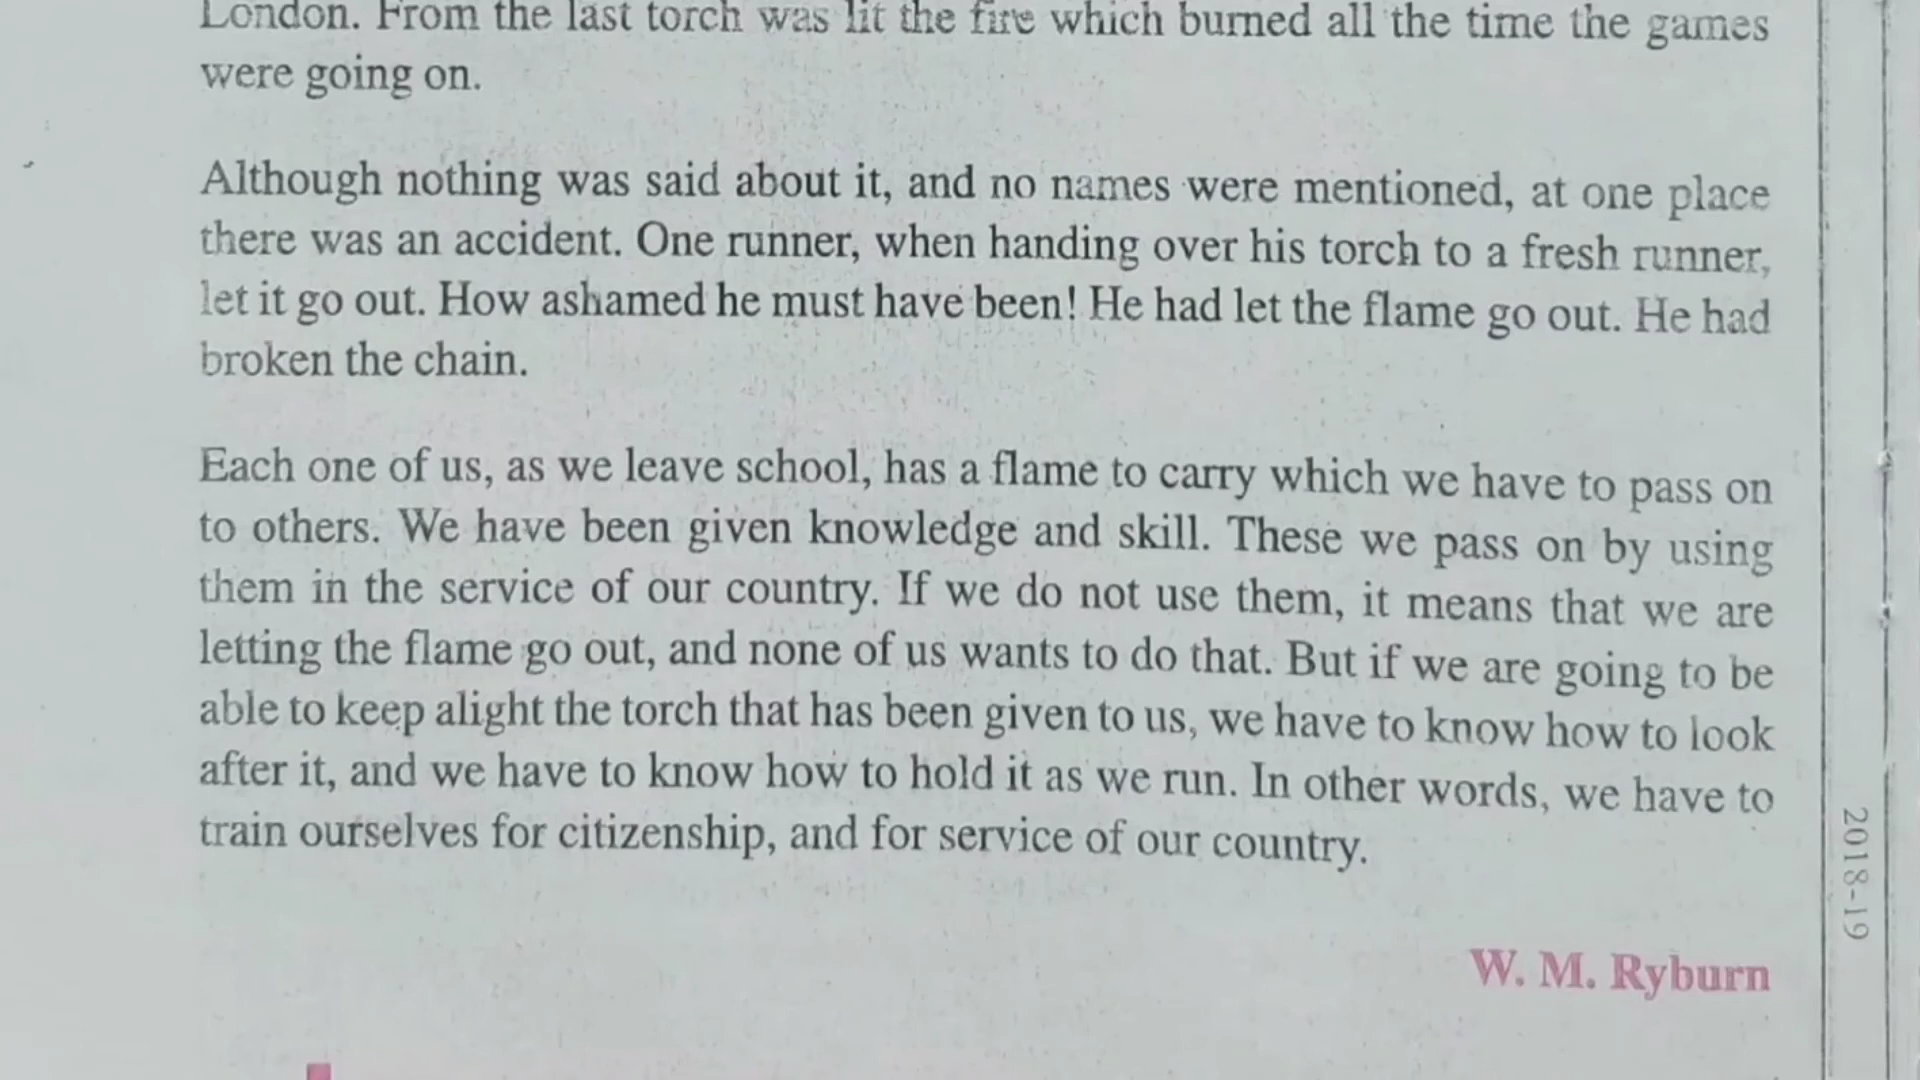 London. From the last torch was lit the fire which burned all the time the games
were going on.
Although nothing was said about it, and no names were mentioned, at one place
there was an accident. One runner, when handing over his torch to a fresh runner,
let it go out. How ashamed he must have been! He had let the flame go out. He had
broken the chain.
Each one of us, as we leave school, has a flame to carry which we have to pass on
to others. We have been given knowledge and skill. These we pass on by using
them in the service of our country. If we do not use them, it means that we are
letting the flame go out, and none of us wants to do that. But if we are going to be
able to keep alight the torch that has been given to us, we have to know how to look
after it, and we have to know how to hold it as we run. In other words, we have to
train ourselves for citizenship, and for service of our country.
W. M. Ryburn
2018-19